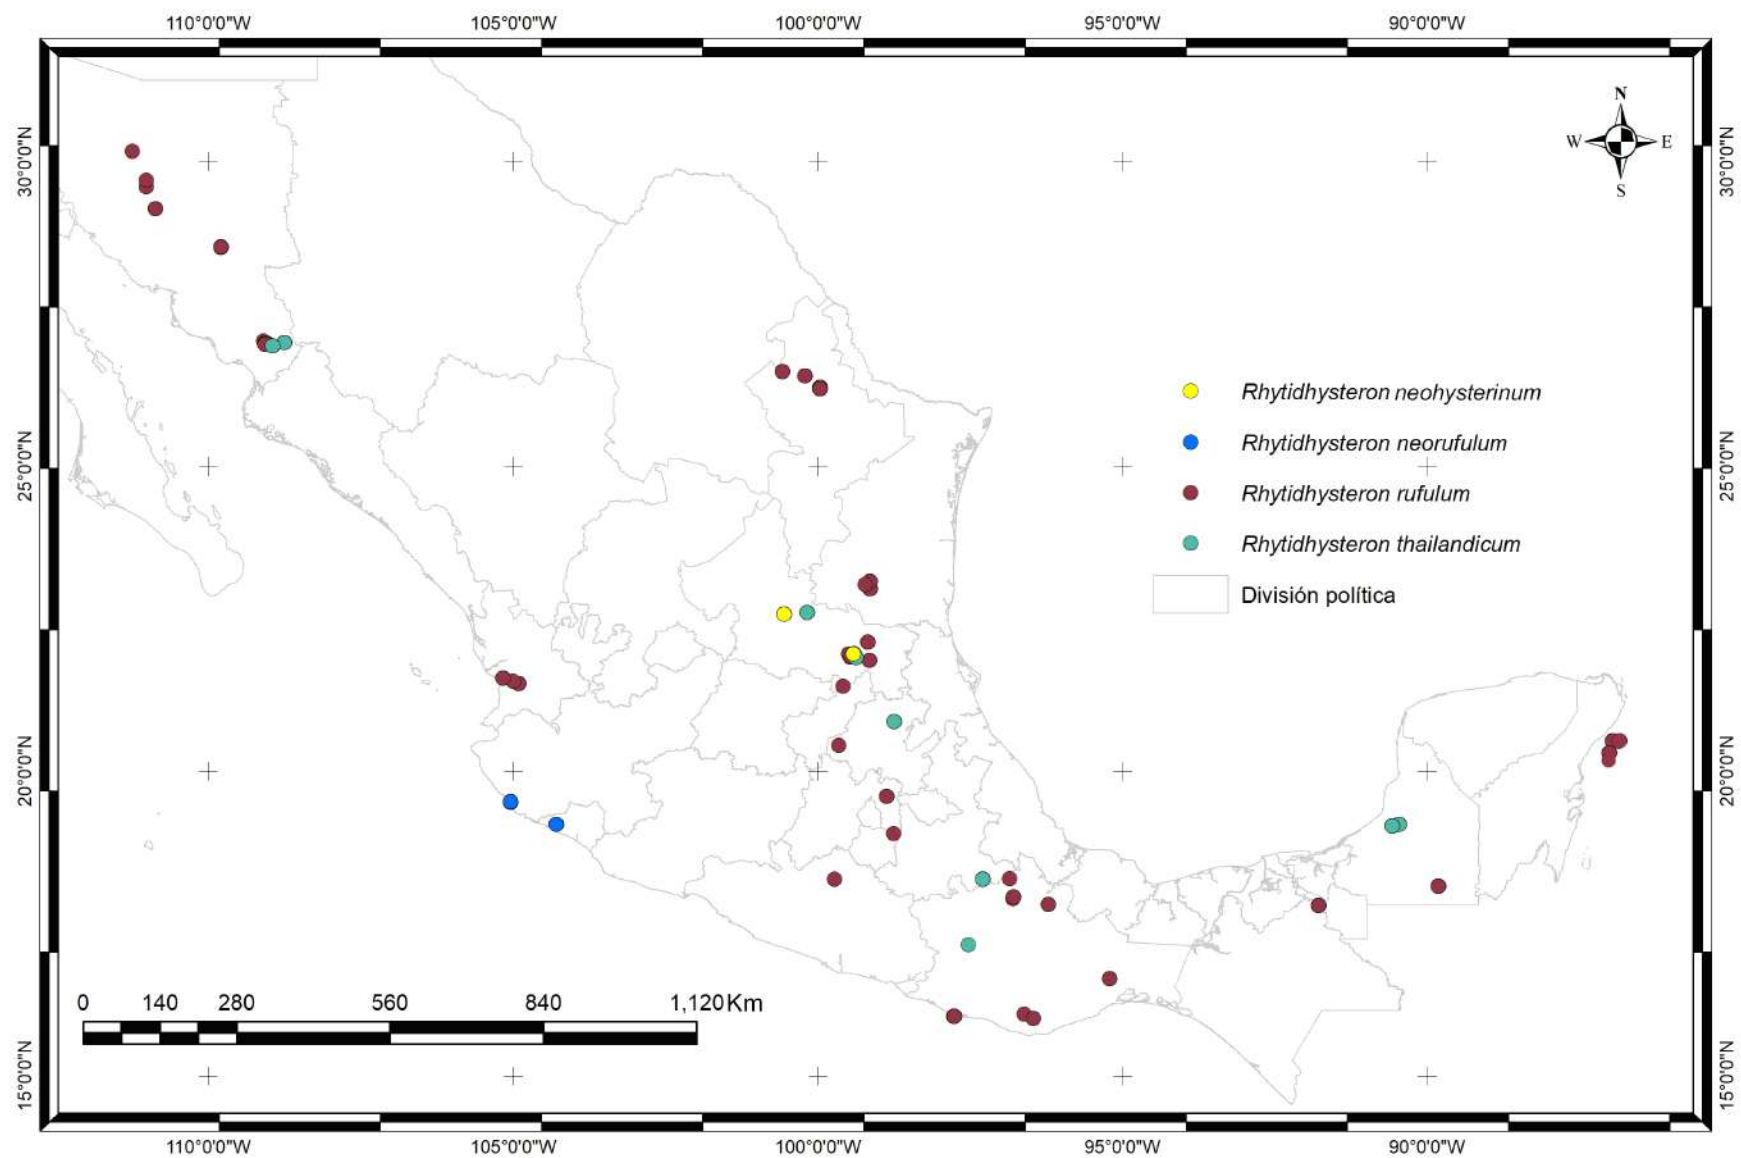 110°0'0"W 105°0'0"W 100°0'0"W 95°0'0"W 90°0'0"W
N
W E
S
30°0'0"N 30°0'0"N
Rhytidhysteron neohysterinum
Rhytidhysteron neorufulum
25°0'0"N 25°0'0"N
Rhytidhysteron rufulum
Rhytidhysteron thailandicum
División política
20°0'0"N 20°0'0"N
0 140 280 560 840 1,120 Km
15°0'0"N 15°0'0"N
110°0'0"W 105°0'0"W 100°0'0"W 95°0'0"W 90°0'0"W